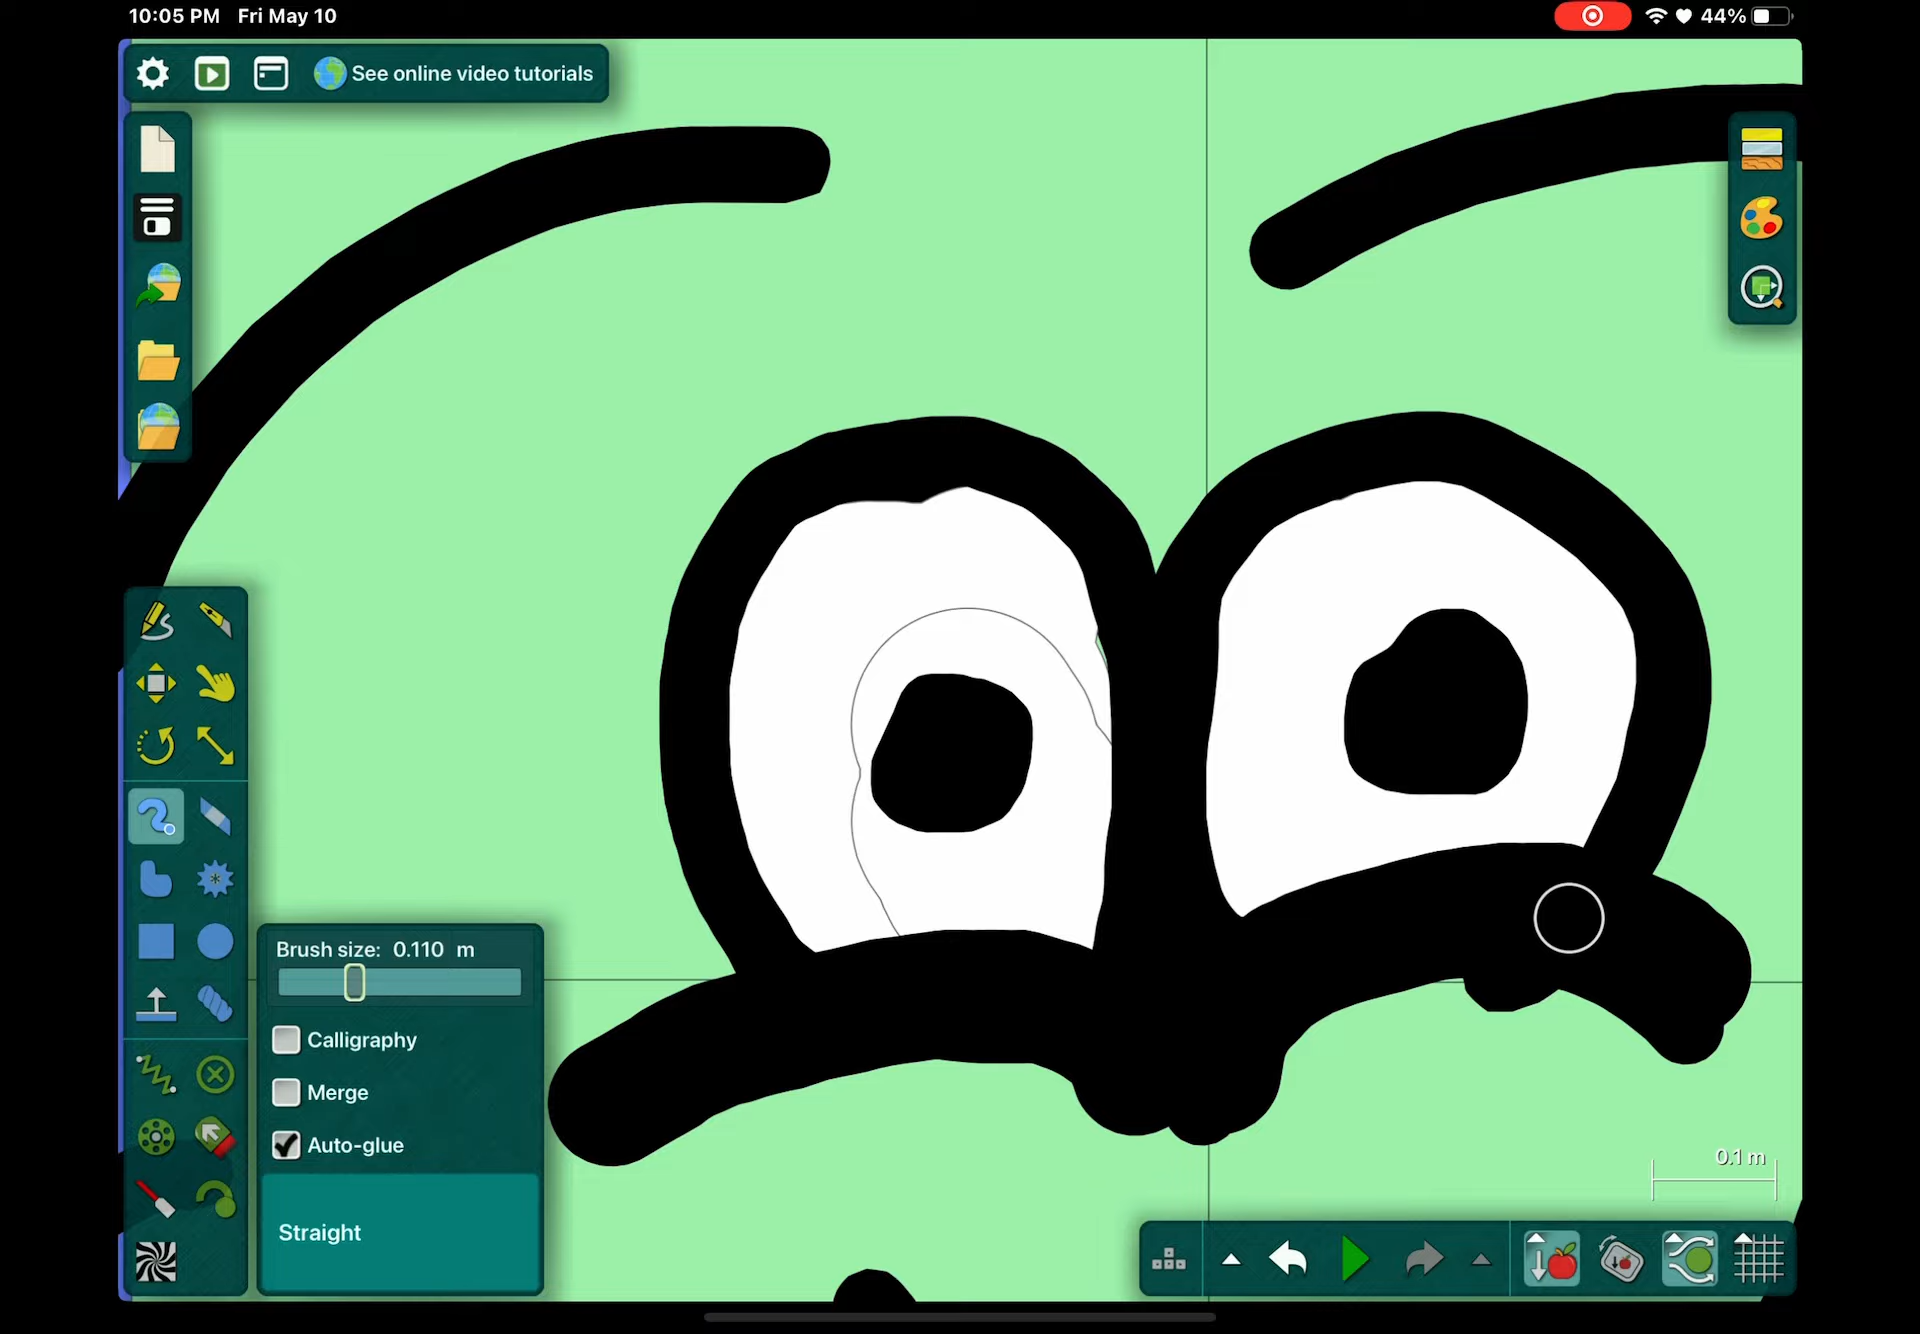 10:05 PM Fri May 10
44%
See online video tutorials
Brush size: 0.110 m
Calligraphy
Merge
Auto-glue
Straight
0.1 m